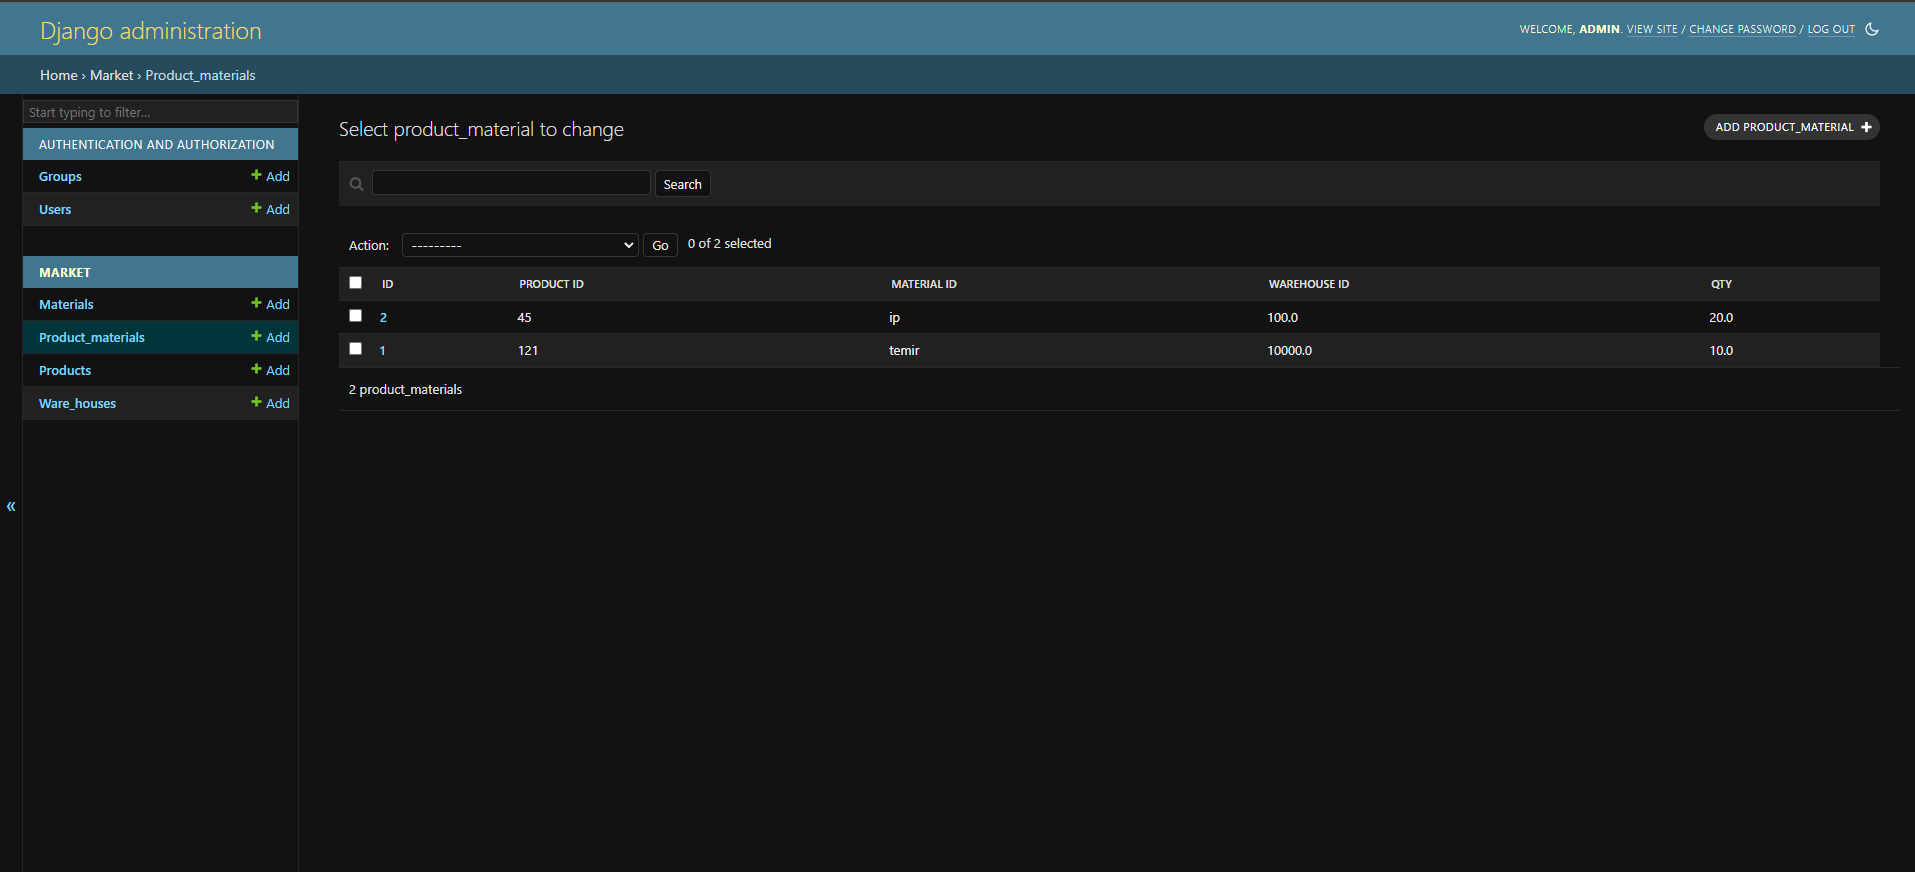 Django administration
WELCOME, ADMIN. VIEW SITE / CHANGE PASSWORD / LOG OUT
Home › Market › Product_materials
Start typing to filter...
AUTHENTICATION AND AUTHORIZATION
Groups + Add
Users + Add
MARKET
Materials + Add
Product_materials + Add
Products + Add
Ware_houses + Add
«
Select product_material to change
ADD PRODUCT_MATERIAL +
Search
Action: --------- Go 0 of 2 selected
ID PRODUCT ID MATERIAL ID WAREHOUSE ID QTY
2 45 ip 100.0 20.0
1 121 temir 10000.0 10.0
2 product_materials